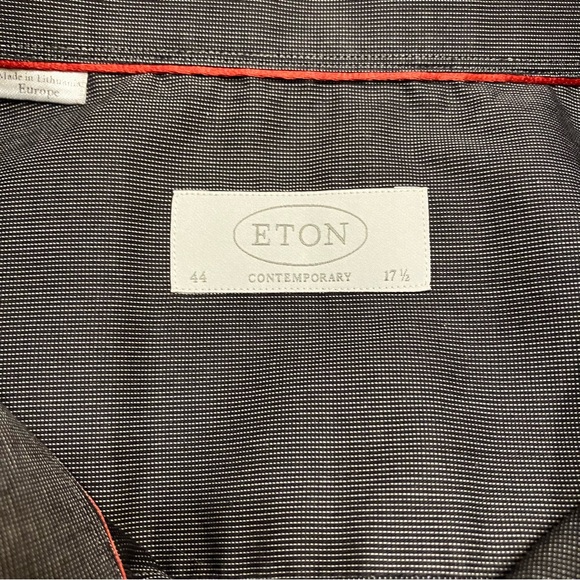 Made in Lithuania
Europe
ETON
44 CONTEMPORARY 17 ½